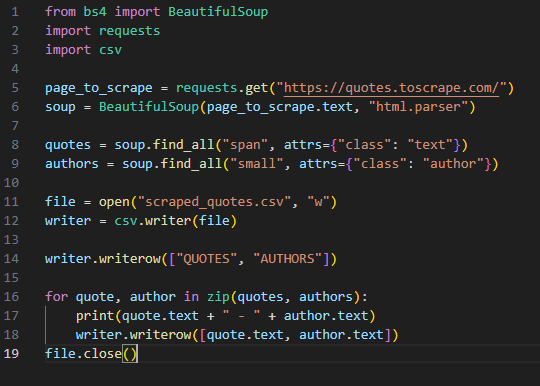 1 from bs4 import BeautifulSoup
2 import requests
3 import csv
4
5 page_to_scrape = requests.get("https://quotes.toscrape.com/")
6 soup = BeautifulSoup(page_to_scrape.text, "html.parser")
7
8 quotes = soup.find_all("span", attrs={"class": "text"})
9 authors = soup.find_all("small", attrs={"class": "author"})
10
11 file = open("scraped_quotes.csv", "w")
12 writer = csv.writer(file)
13
14 writer.writerow(["QUOTES", "AUTHORS"])
15
16 for quote, author in zip(quotes, authors):
17     print(quote.text + " - " + author.text)
18     writer.writerow([quote.text, author.text])
19 file.close()